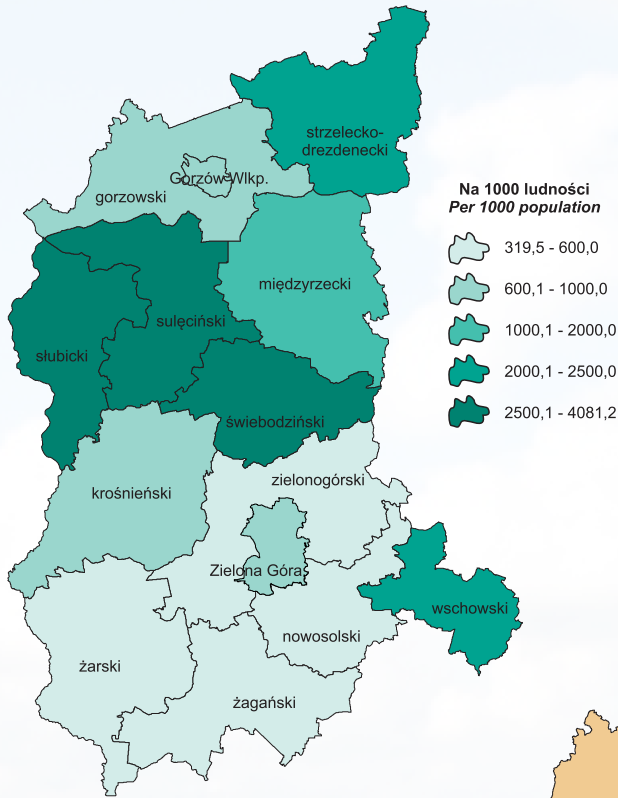 strzelecko-
drezdenecki
Gorzów Wlkp.
gorzowski
Na 1000 ludności
Per 1000 population
319,5 - 600,0
600,1 - 1000,0
1000,1 - 2000,0
2000,1 - 2500,0
2500,1 - 4081,2
międzyrzecki
sulęciński
słubicki
świebodziński
zielonogórski
krośnieński
Zielona Góra
wschowski
nowosolski
żarski
żagański